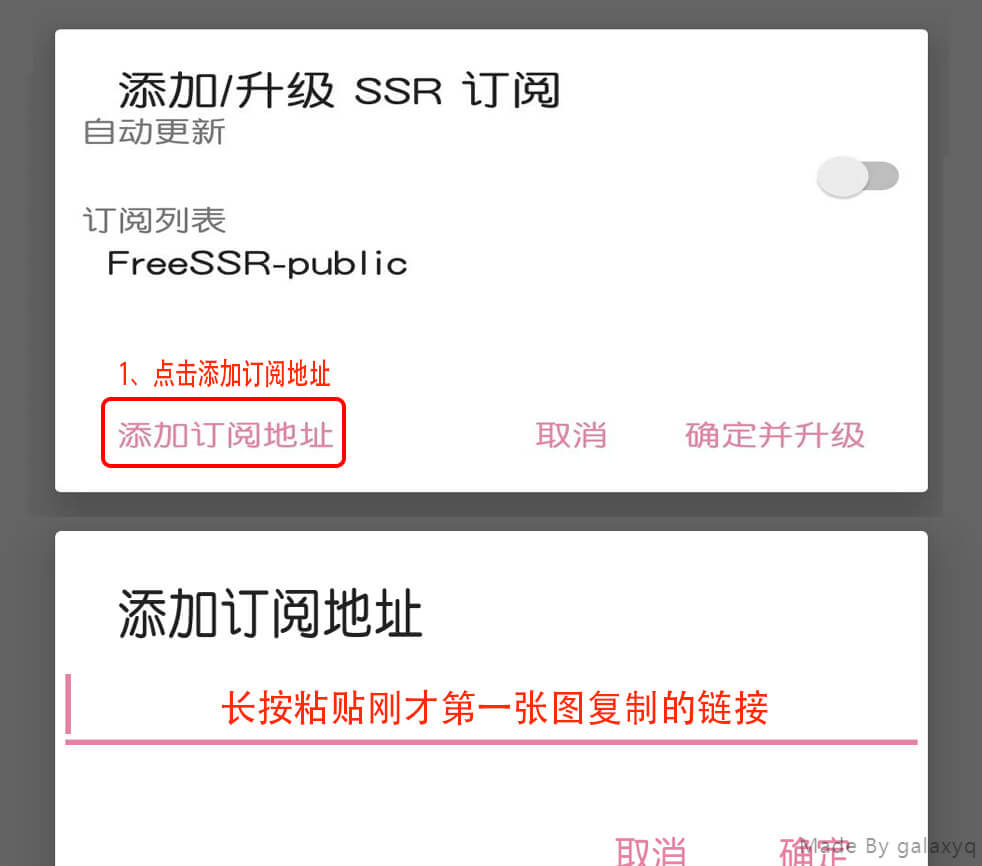 添加/升级 SSR 订阅
自动更新
订阅列表
FreeSSR-public
1、点击添加订阅地址
添加订阅地址 取消 确定并升级
添加订阅地址
长按粘贴刚才第一张图复制的链接
取消 确定
Made By galaxyq